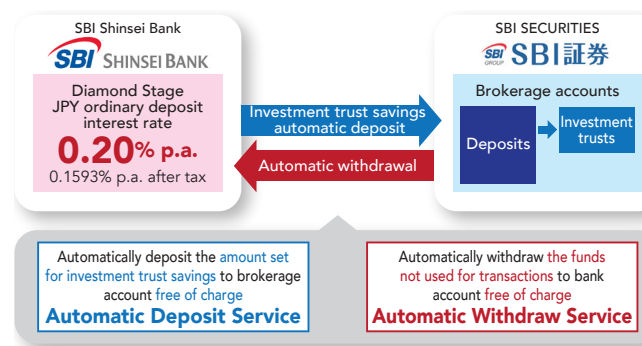 SBI Shinsei Bank
SBI SHINSEI BANK
Diamond Stage
JPY ordinary deposit
interest rate
0.20% p.a.
0.1593% p.a. after tax
Investment trust savings
automatic deposit
Automatic withdrawal
SBI SECURITIES
SBI GROUP SBI証券
Brokerage accounts
Deposits
Investment
trusts
Automatically deposit the amount set
for investment trust savings to brokerage
account free of charge
Automatic Deposit Service
Automatically withdraw the funds
not used for transactions to bank
account free of charge
Automatic Withdraw Service